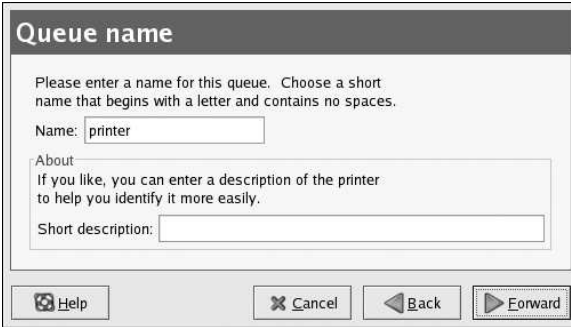 Queue name
Please enter a name for this queue. Choose a short
name that begins with a letter and contains no spaces.
Name: printer
About
If you like, you can enter a description of the printer
to help you identify it more easily.
Short description:
Help Cancel Back Forward